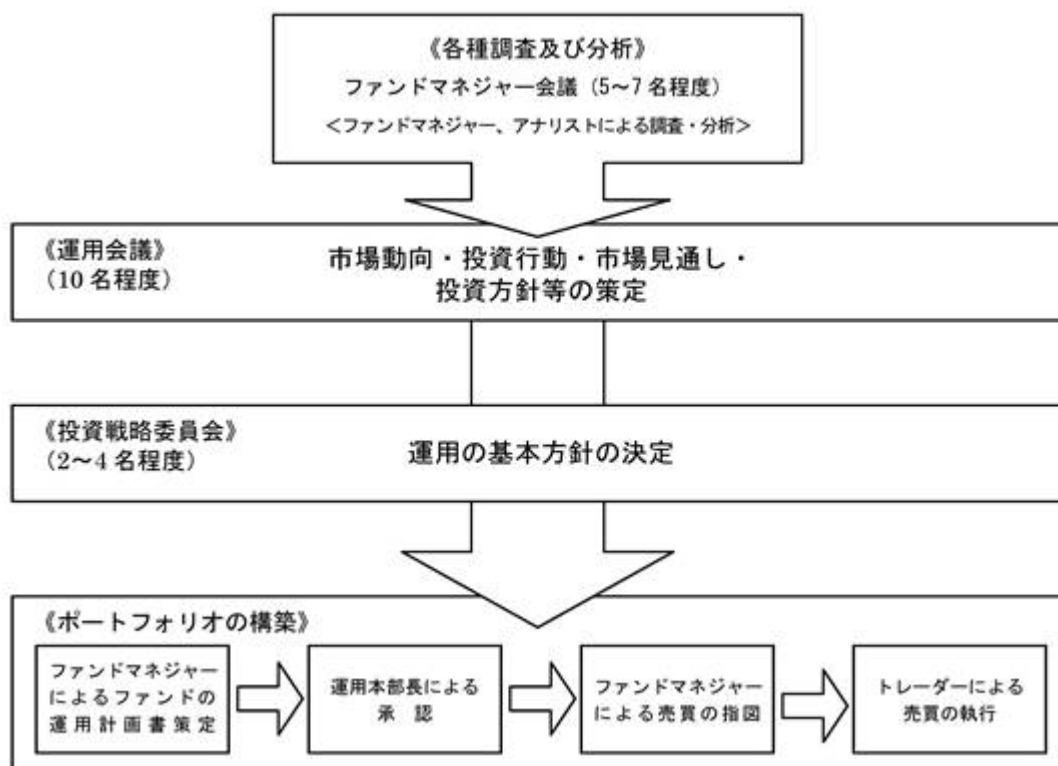 《各種調査及び分析》
ファンドマネジャー会議（5～7 名程度）
＜ファンドマネジャー、アナリストによる調査・分析＞
《運用会議》
（10 名程度）
市場動向・投資行動・市場見通し・
投資方針等の策定
《投資戦略委員会》
（2～4 名程度）
運用の基本方針の決定
《ポートフォリオの構築》
ファンドマネジャー
によるファンドの
運用計画書策定
運用本部長による
承認
ファンドマネジャー
による売買の指図
トレーダーによる
売買の執行